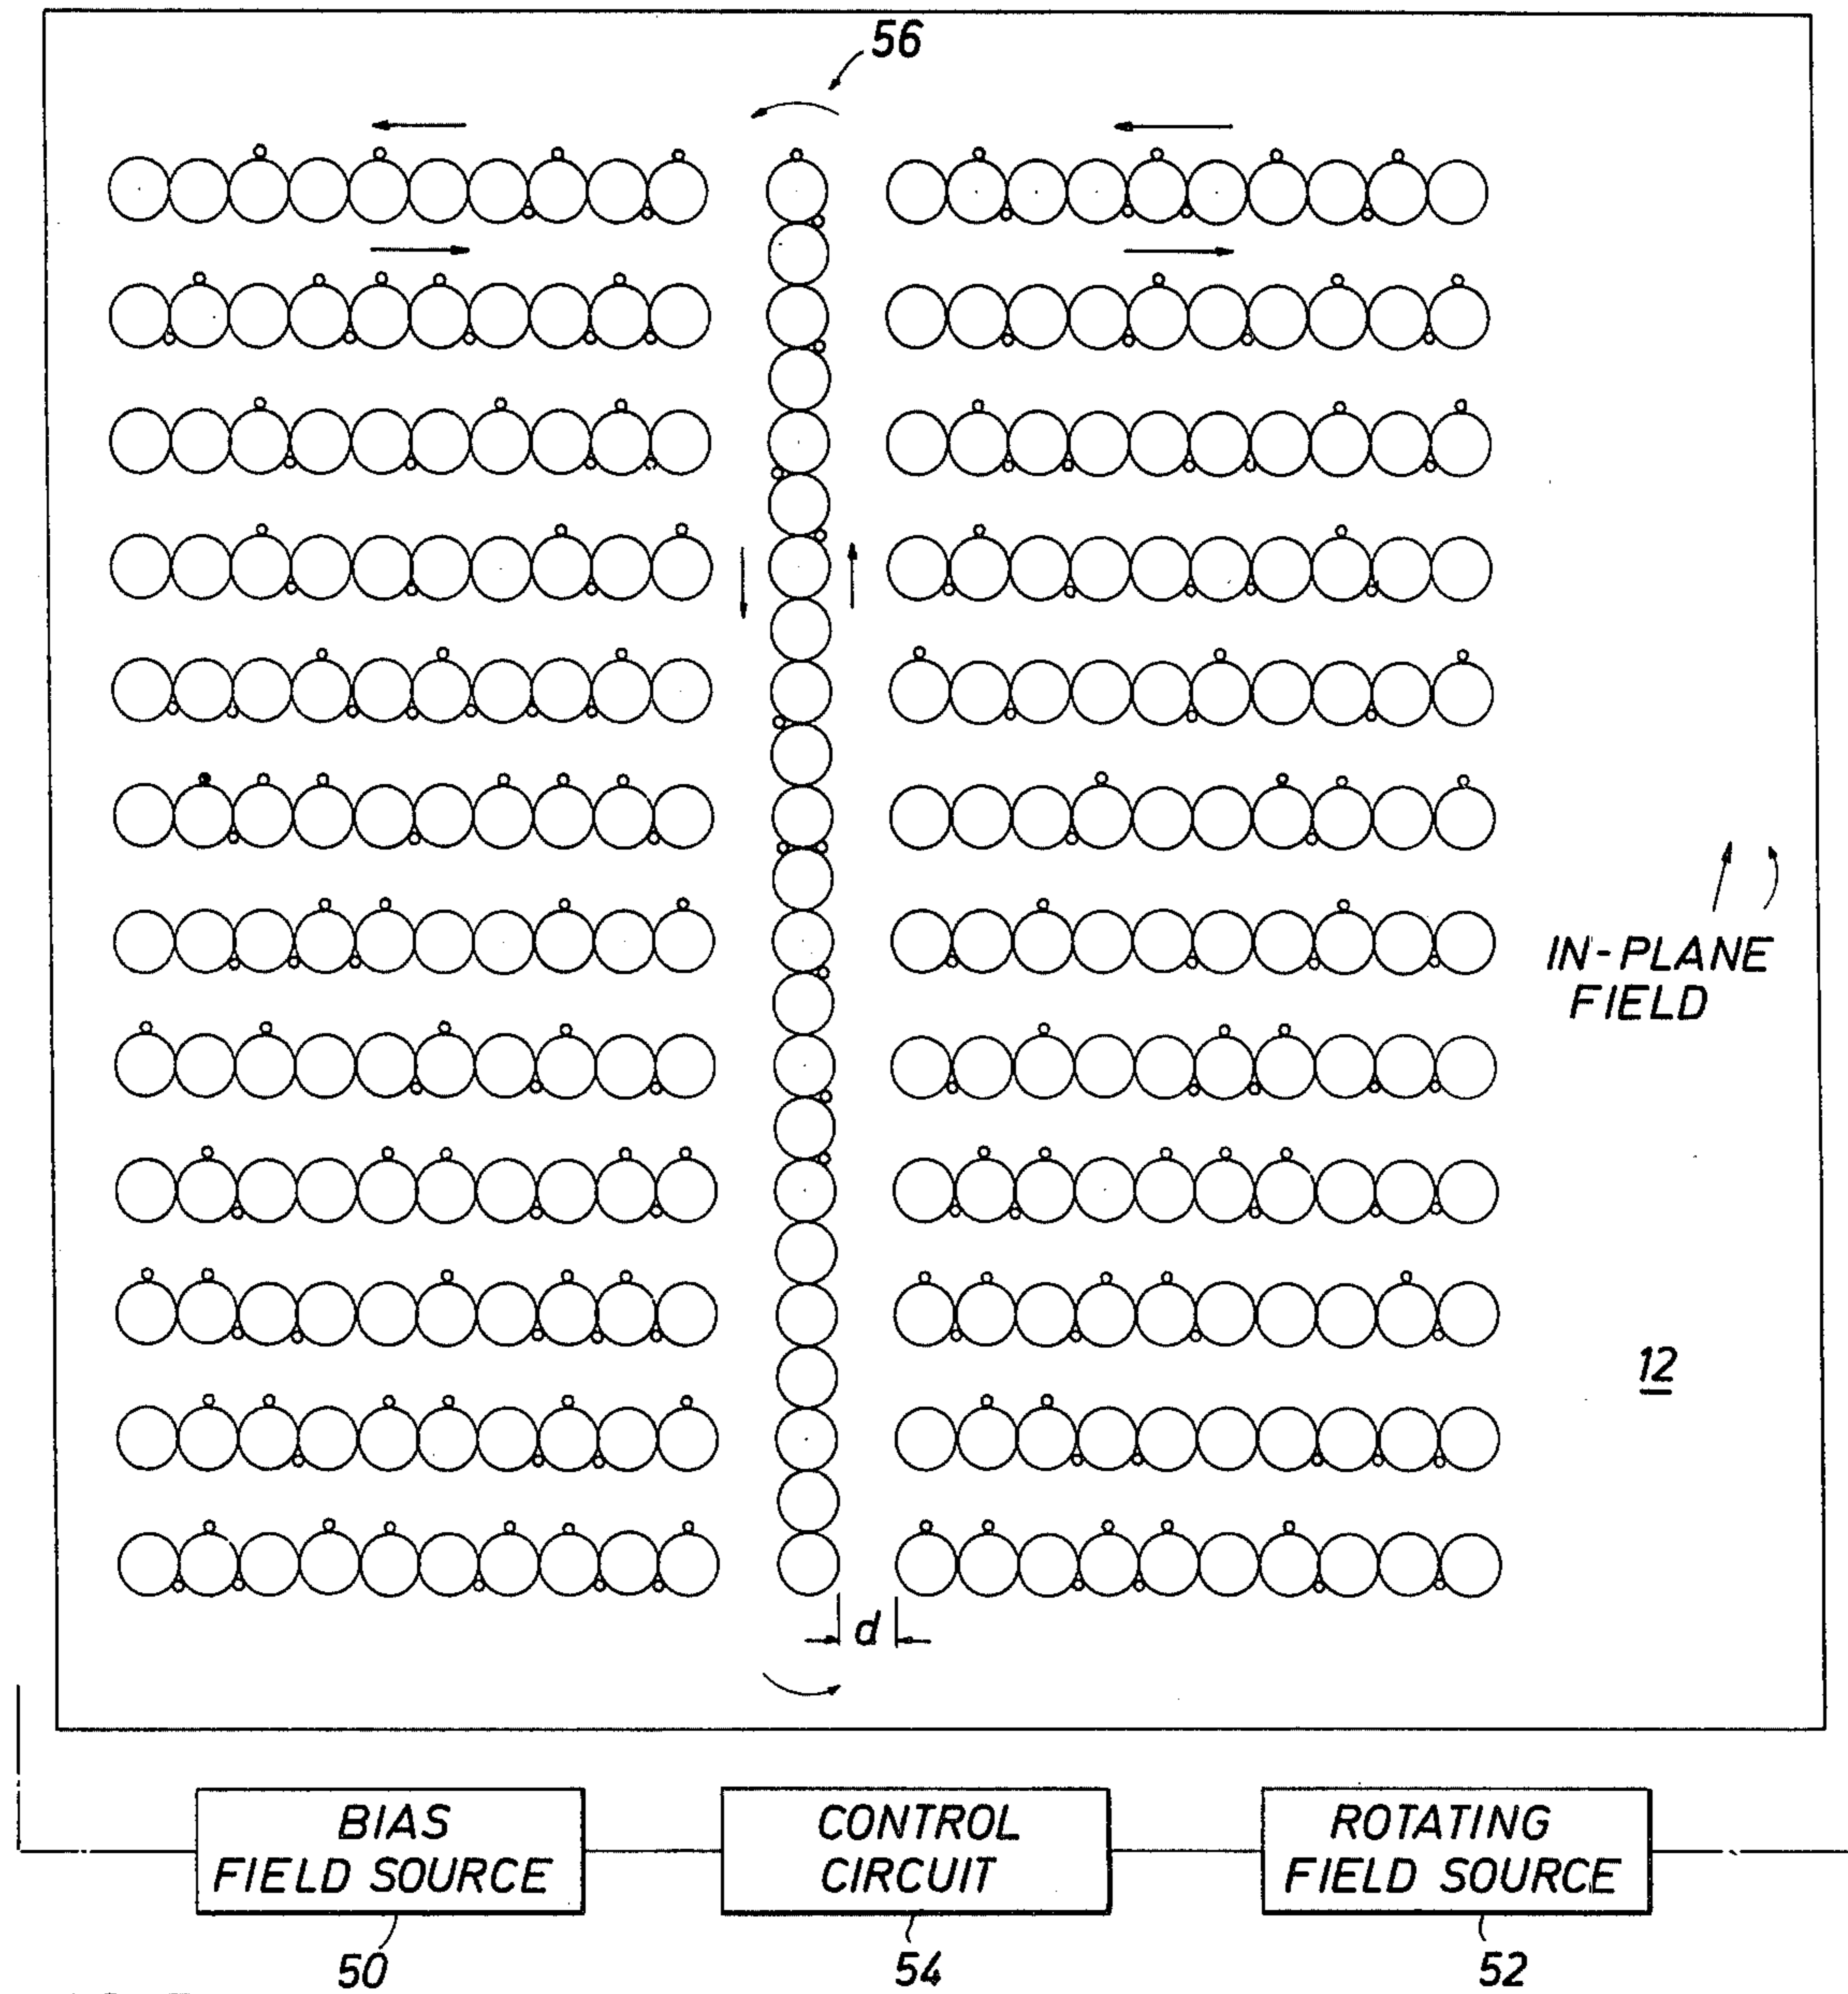 56
IN-PLANE
FIELD
12
d
BIAS
FIELD SOURCE
CONTROL
CIRCUIT
ROTATING
FIELD SOURCE
50
54
52